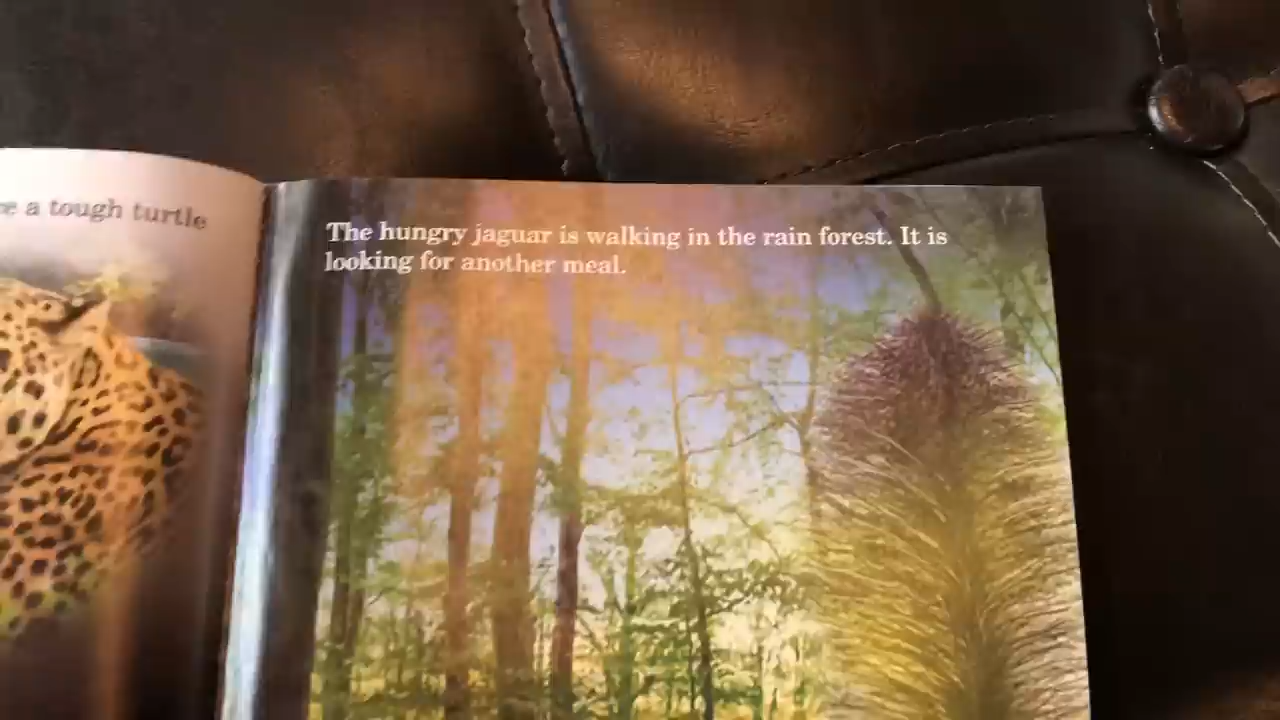 a tough turtle
The hungry jaguar is walking in the rain forest. It is
looking for another meal.